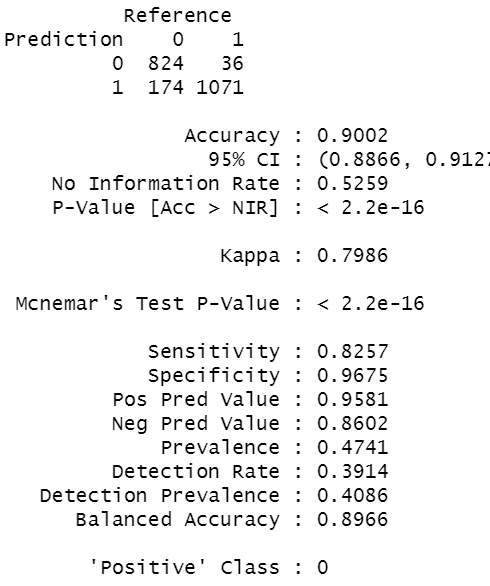 Reference
Prediction 0 1
0 824 36
1 174 1071
Accuracy : 0.9002
95% CI : (0.8866, 0.9127
No Information Rate : 0.5259
P-Value [Acc > NIR] : < 2.2e-16
Kappa : 0.7986
Mcnemar's Test P-Value : < 2.2e-16
Sensitivity : 0.8257
Specificity : 0.9675
Pos Pred Value : 0.9581
Neg Pred Value : 0.8602
Prevalence : 0.4741
Detection Rate : 0.3914
Detection Prevalence : 0.4086
Balanced Accuracy : 0.8966
'Positive' Class : 0